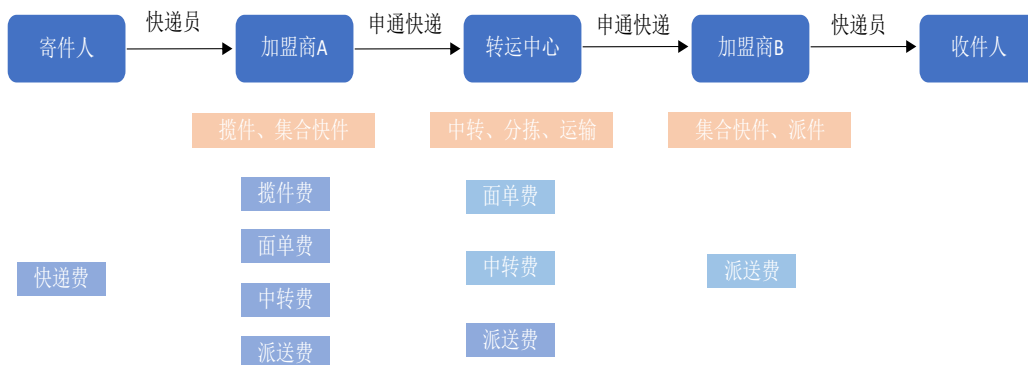 快递员
申通快递
申通快递
快递员
寄件人
加盟商A
转运中心
加盟商B
收件人
揽件、集合快件
中转、分拣、运输
集合快件、派件
揽件费
面单费
面单费
快递费
中转费
中转费
派送费
派送费
派送费